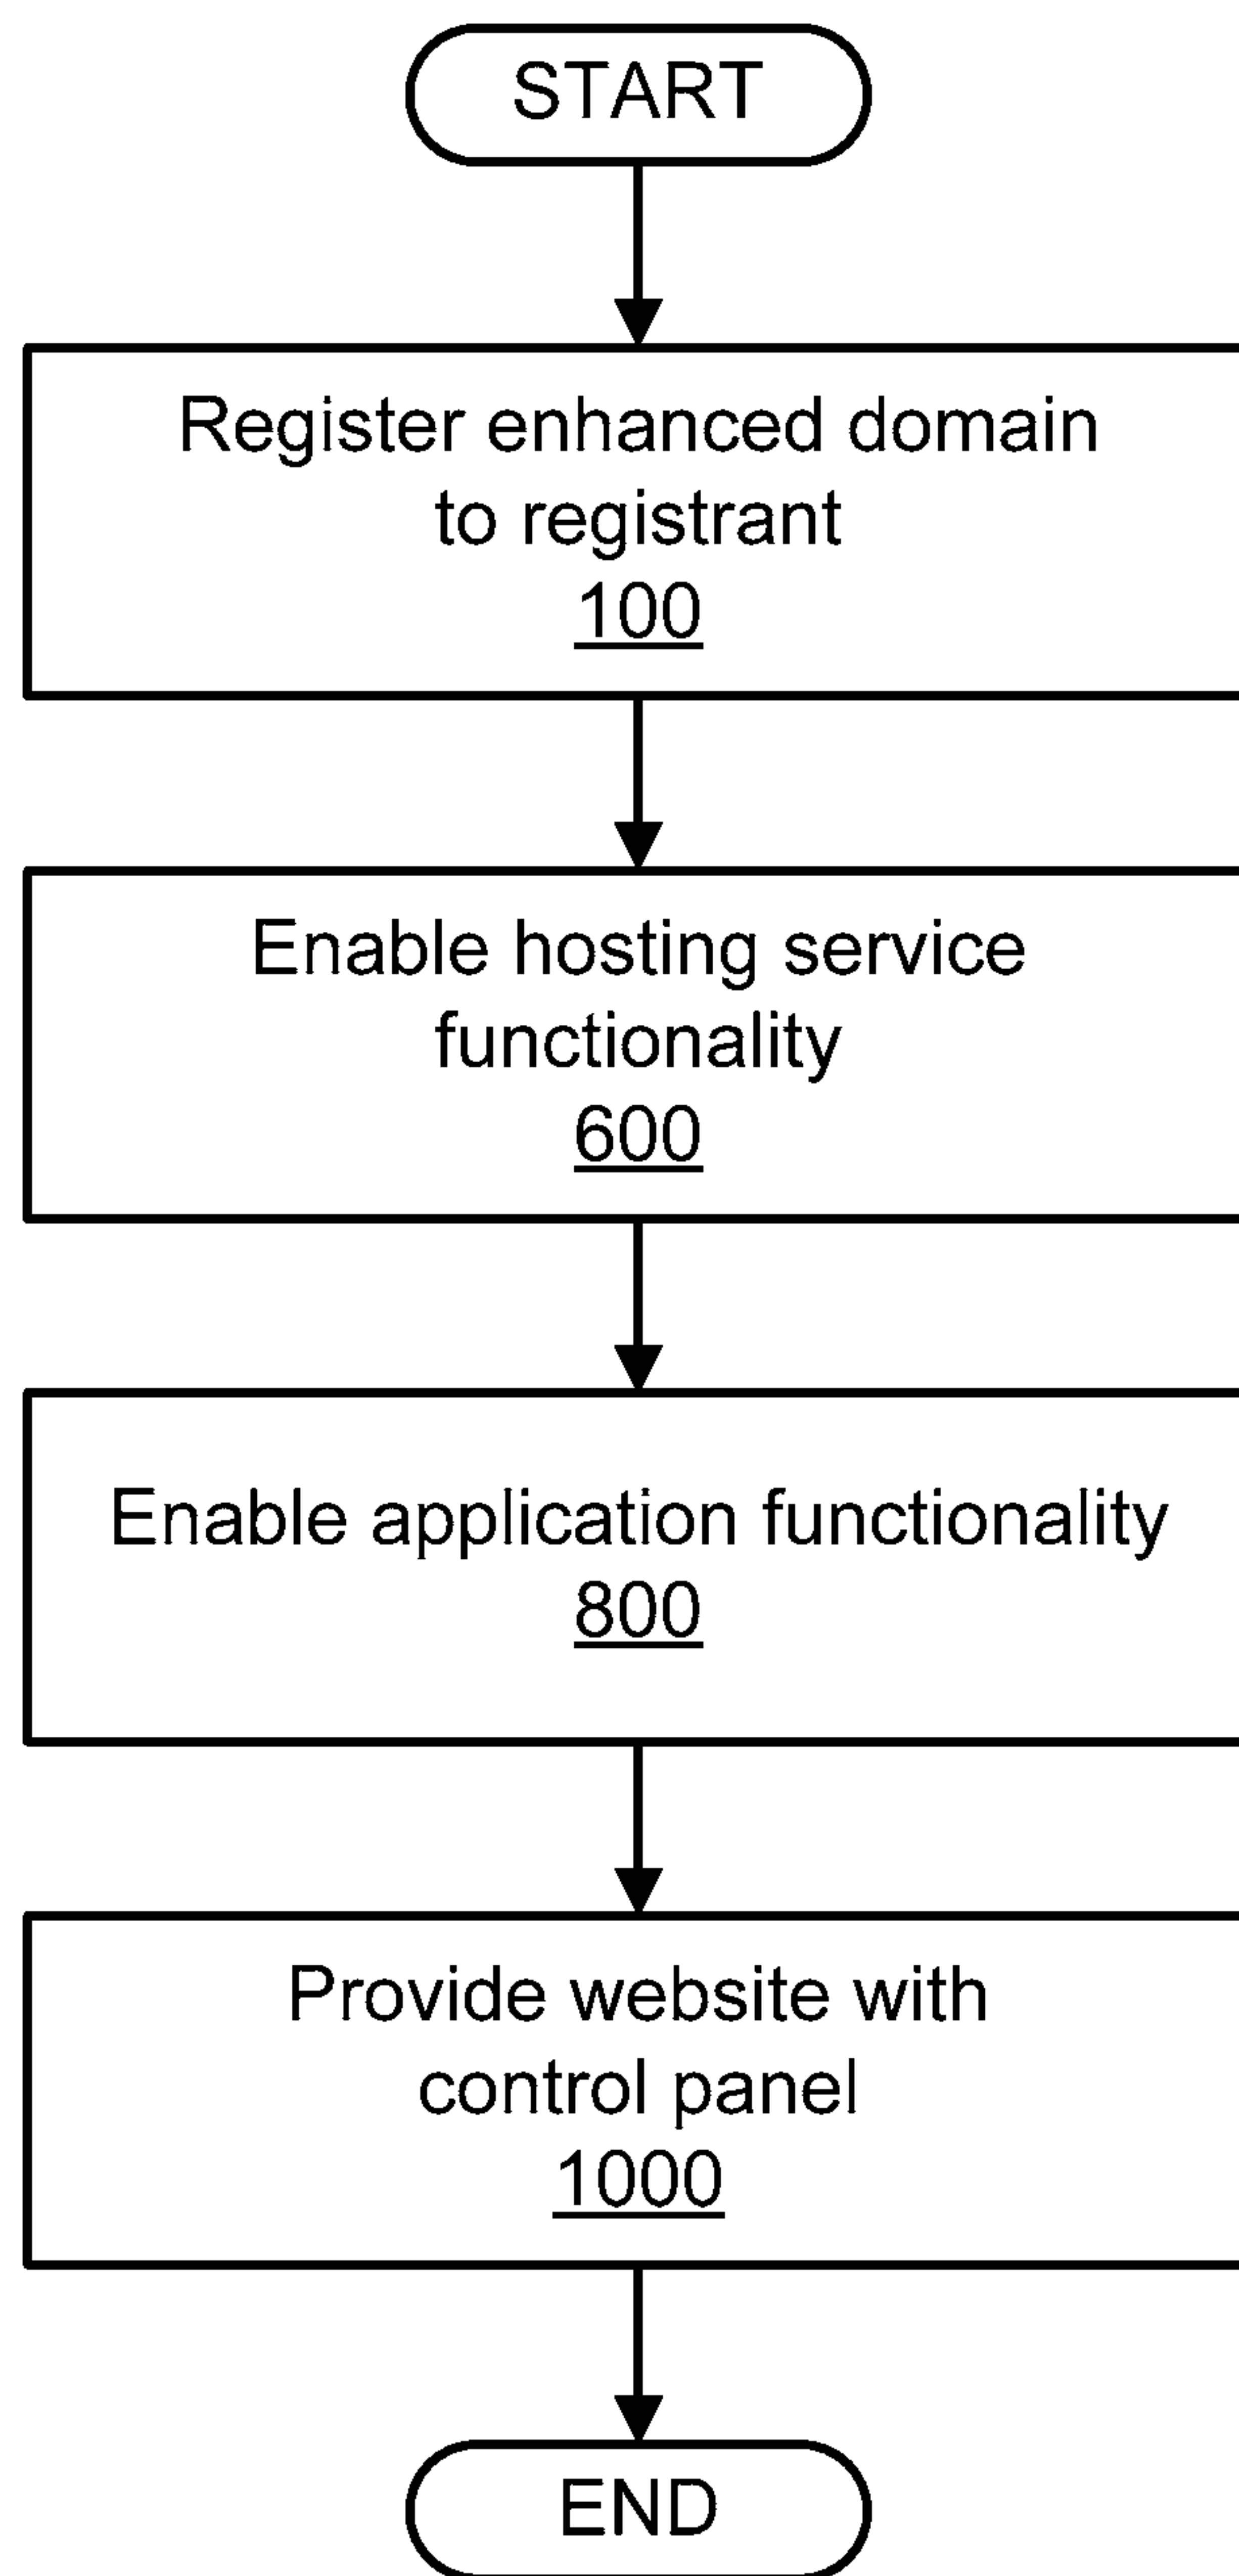 START
Register enhanced domain
to registrant
100
Enable hosting service
functionality
600
Enable application functionality
800
Provide website with
control panel
1000
END